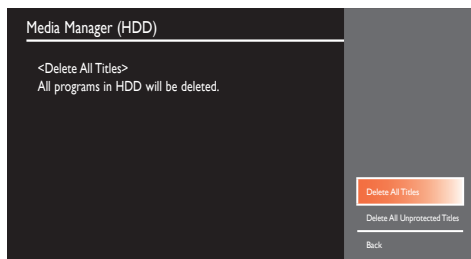 Media Manager (HDD)
<Delete All Titles>
All programs in HDD will be deleted.
Delete All Titles
Delete All Unprotected Titles
Back